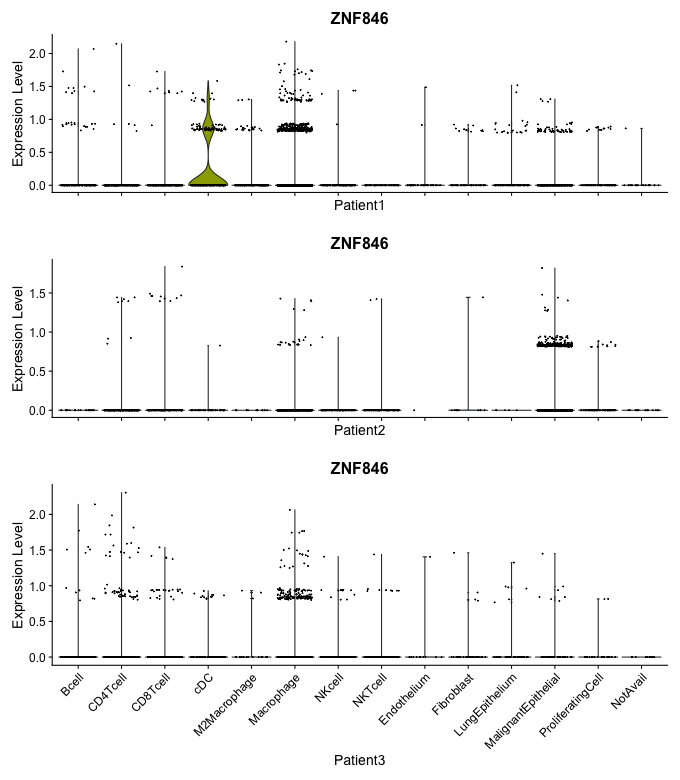 ZNF846
Expression Level
2.0
1.5
1.0
0.5
0.0
Patient1
ZNF846
Expression Level
1.5
1.0
0.5
0.0
Patient2
ZNF846
Expression Level
2.0
1.5
1.0
0.5
0.0
Bcell
CD4Tcell
CD8Tcell
cDC
M2Macrophage
Macrophage
NKcell
NKTcell
Endothelium
Fibroblast
LungEpithelium
MalignantEpithelial
ProliferatingCell
NotAvail
Patient3